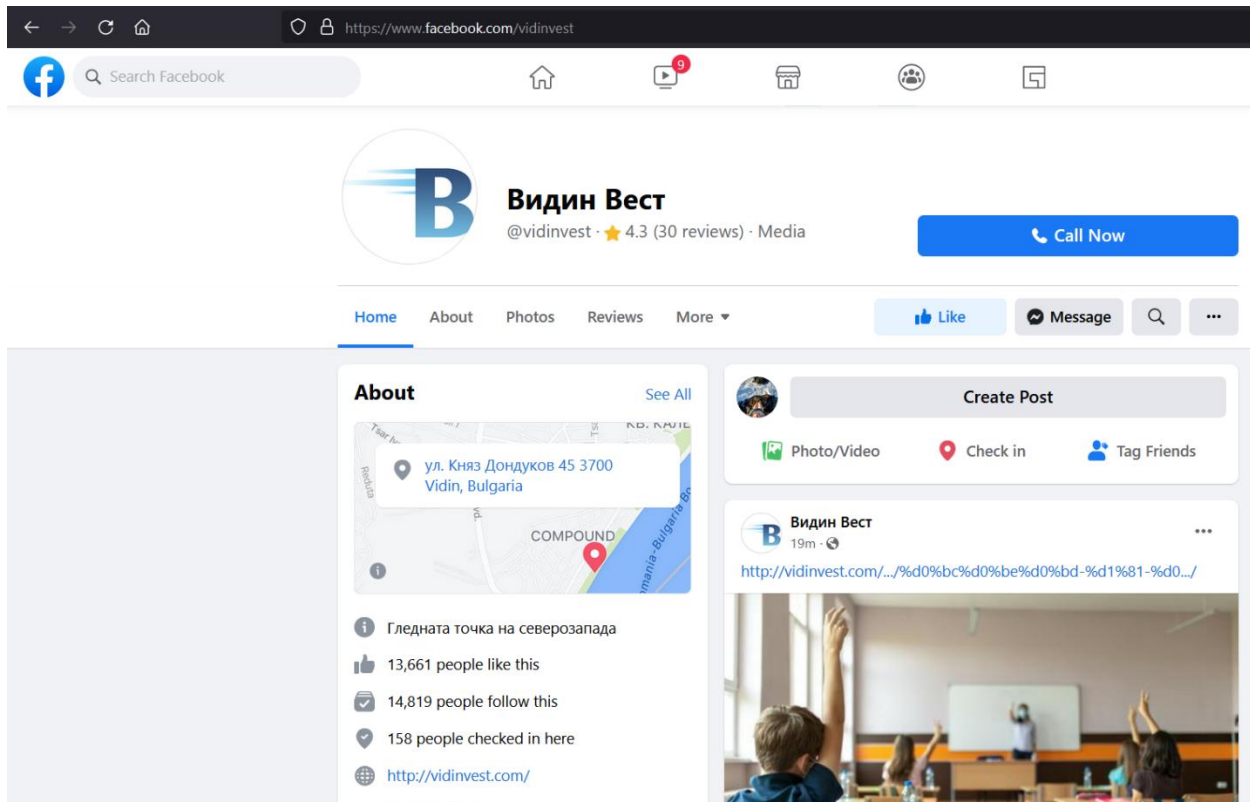 https://www.facebook.com/vidinvest
Search Facebook
9
B
Видин Вест
@vidinvest · 4.3 (30 reviews) · Media
Call Now
Home About Photos Reviews More
Like Message
About See All
Create Post
Photo/Video Check in Tag Friends
Reduta
ул. Княз Дондуков 45 3700
Vidin, Bulgaria
COMPOUND
B
Видин Вест
19m ·
http://vidinvest.com/.../%d0%bc%d0%be%d0%bd-%d1%81-%d0.../
Гледната точка на северозапада
13,661 people like this
14,819 people follow this
158 people checked in here
http://vidinvest.com/